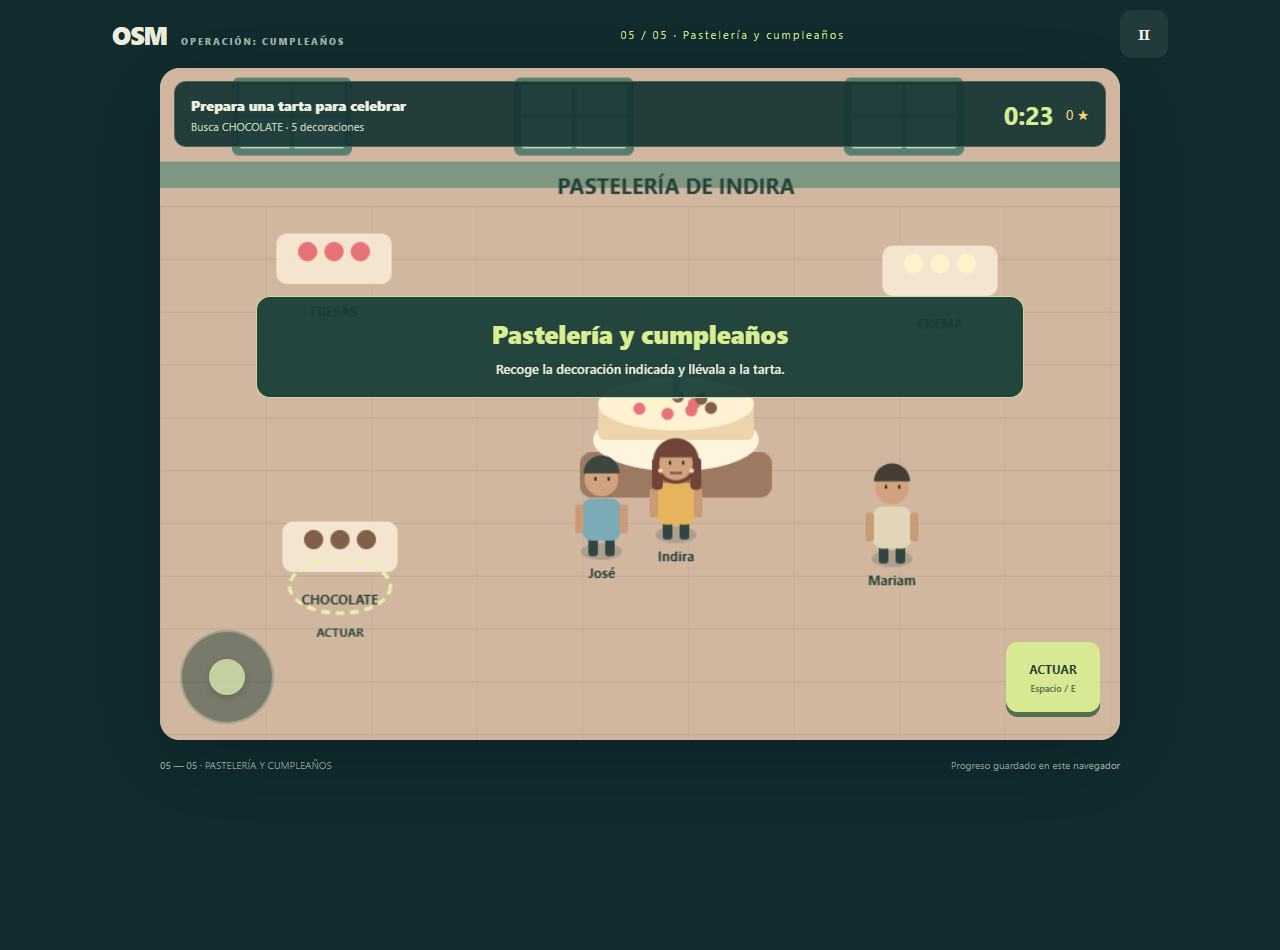 OSM OPERACIÓN: CUMPLEAÑOS
05 / 05 · Pastelería y cumpleaños
II
Prepara una tarta para celebrar
Busca CHOCOLATE · 5 decoraciones
0:23 0 ★
PASTELERÍA DE INDIRA
FRESAS
CREMA
Pastelería y cumpleaños
Recoge la decoración indicada y llévala a la tarta.
José
Indira
Mariam
CHOCOLATE
ACTUAR
ACTUAR
Espacio / E
05 — 05 · PASTELERÍA Y CUMPLEAÑOS
Progreso guardado en este navegador